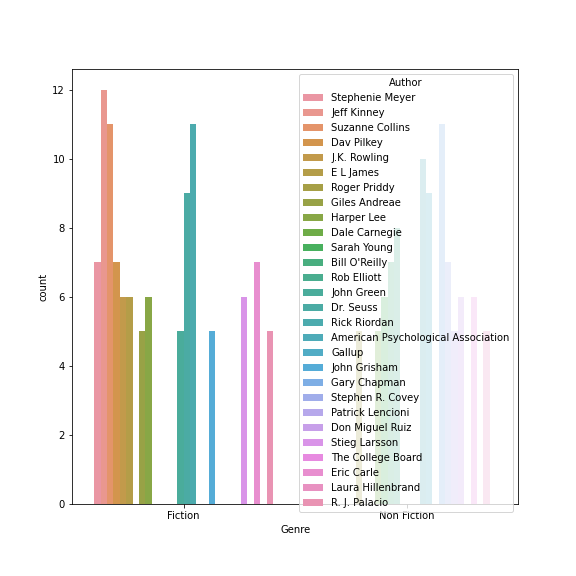 Author
Stephenie Meyer
Jeff Kinney
Suzanne Collins
Dav Pilkey
J.K. Rowling
E L James
Roger Priddy
Giles Andreae
Harper Lee
Dale Carnegie
Sarah Young
Bill O'Reilly
Rob Elliott
John Green
Dr. Seuss
Rick Riordan
American Psychological Association
Gallup
John Grisham
Gary Chapman
Stephen R. Covey
Patrick Lencioni
Don Miguel Ruiz
Stieg Larsson
The College Board
Eric Carle
Laura Hillenbrand
R. J. Palacio
12
10
8
6
4
2
0
count
Fiction
Non Fiction
Genre